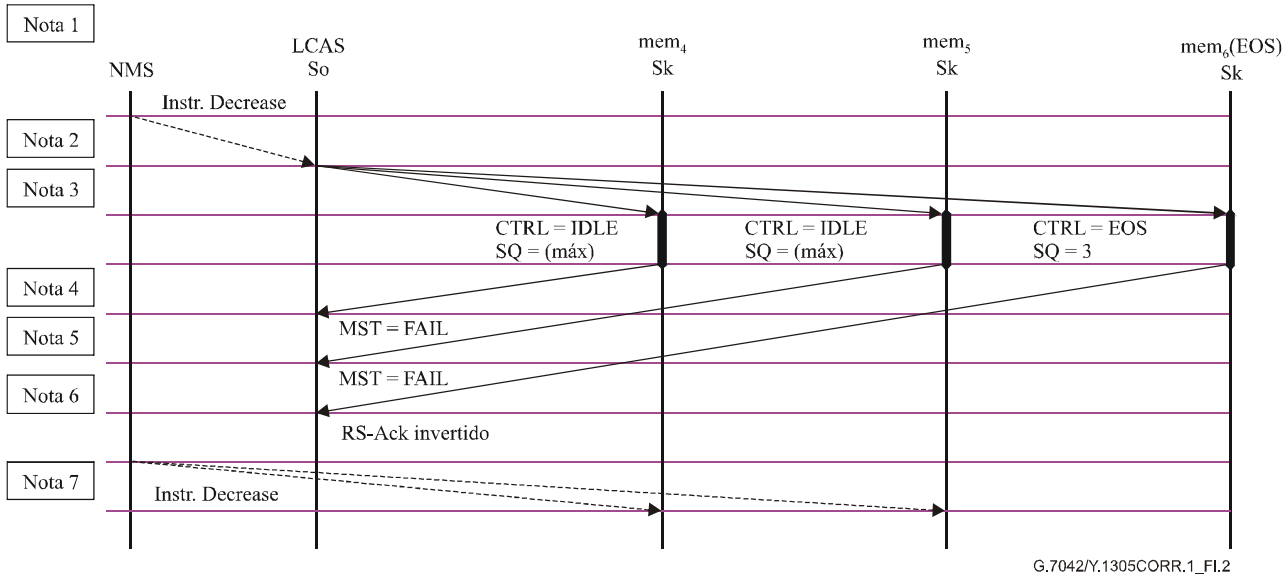 Nota 1
NMS
LCAS
So
mem4
Sk
mem5
Sk
mem6(EOS)
Sk
Instr. Decrease
Nota 2
Nota 3
CTRL = IDLE
SQ = (máx)
CTRL = IDLE
SQ = (máx)
CTRL = EOS
SQ = 3
Nota 4
MST = FAIL
Nota 5
MST = FAIL
Nota 6
RS-Ack invertido
Nota 7
Instr. Decrease
G.7042/Y.1305CORR.1_FI.2